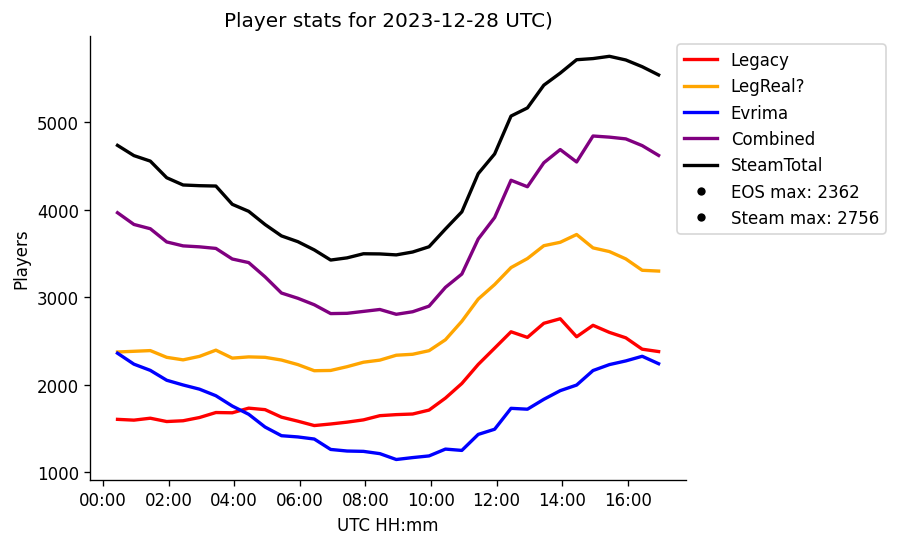 Player stats for 2023-12-28 UTC)
Legacy
LegReal?
Evrima
Combined
SteamTotal
EOS max: 2362
Steam max: 2756
Players
5000
4000
3000
2000
1000
00:00 02:00 04:00 06:00 08:00 10:00 12:00 14:00 16:00
UTC HH:mm